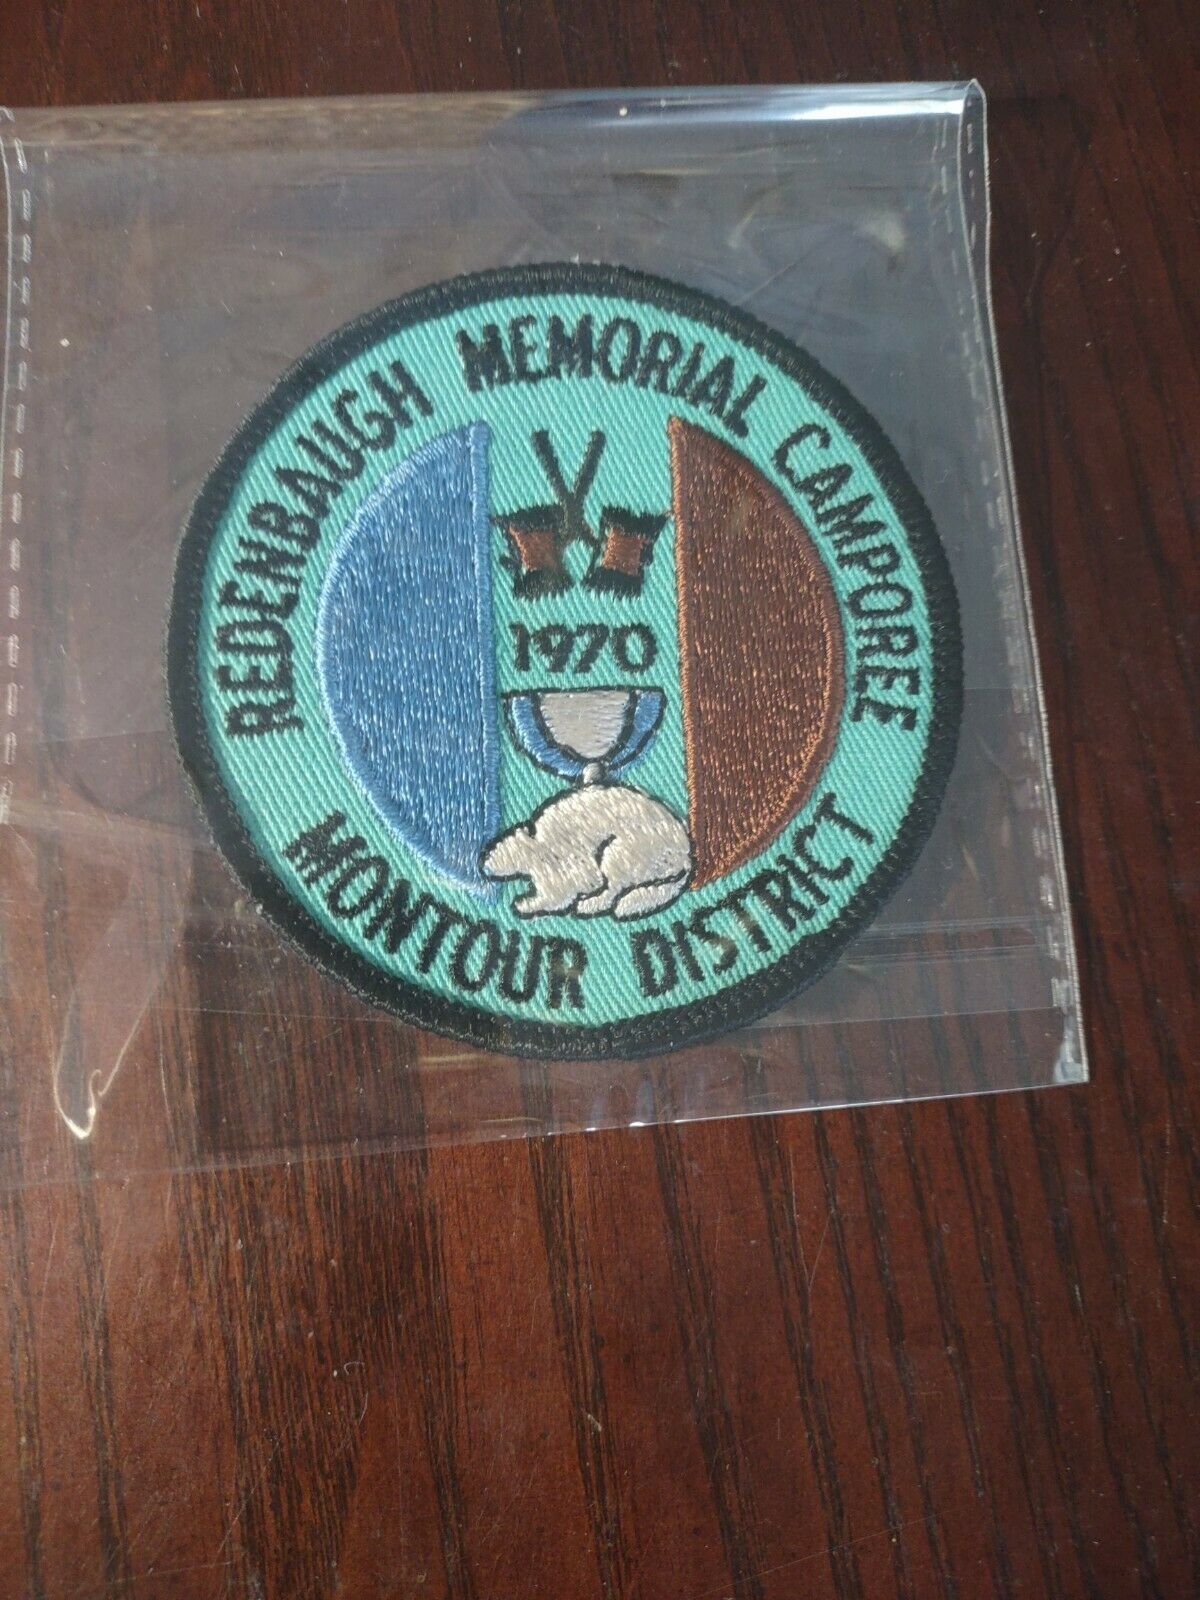 REDENBAUGH MEMORIAL CAMPOREE
1970
MONTOUR DISTRICT